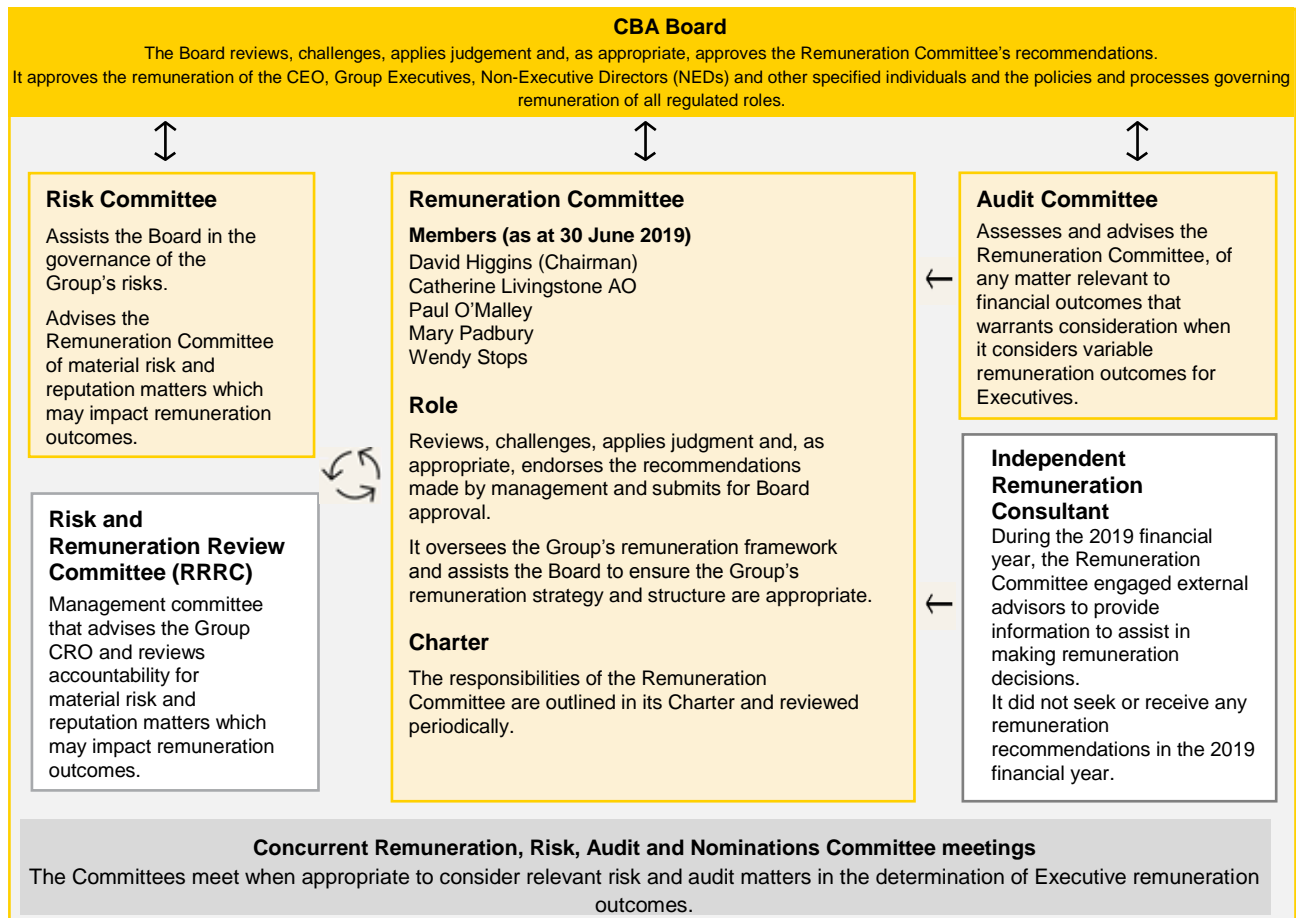 CBA Board
The Board reviews, challenges, applies judgement and, as appropriate, approves the Remuneration Committee's recommendations.
It approves the remuneration of the CEO, Group Executives, Non-Executive Directors (NEDs) and other specified individuals and the policies and processes governing
remuneration of all regulated roles.
Risk Committee
Assists the Board in the
governance of the
Group's risks.
Advises the
Remuneration Committee
of material risk and
reputation matters which
may impact remuneration
outcomes.
Risk and
Remuneration Review
Committee (RRRC)
Management committee
that advises the Group
CRO and reviews
accountability for
material risk and
reputation matters which
may impact remuneration
outcomes.
Remuneration Committee
Members (as at 30 June 2019)
David Higgins (Chairman)
Catherine Livingstone AO
Paul O'Malley
Mary Padbury
Wendy Stops
Role
Reviews, challenges, applies judgment and, as
appropriate, endorses the recommendations
made by management and submits for Board
approval.
It oversees the Group's remuneration framework
and assists the Board to ensure the Group's
remuneration strategy and structure are appropriate.
Charter
The responsibilities of the Remuneration
Committee are outlined in its Charter and reviewed
periodically.
Audit Committee
Assesses and advises the
Remuneration Committee, of
any matter relevant to
financial outcomes that
warrants consideration when
it considers variable
remuneration outcomes for
Executives.
Independent
Remuneration
Consultant
During the 2019 financial
year, the Remuneration
Committee engaged external
advisors to provide
information to assist in
making remuneration
decisions.
It did not seek or receive any
remuneration
recommendations in the 2019
financial year.
Concurrent Remuneration, Risk, Audit and Nominations Committee meetings
The Committees meet when appropriate to consider relevant risk and audit matters in the determination of Executive remuneration
outcomes.